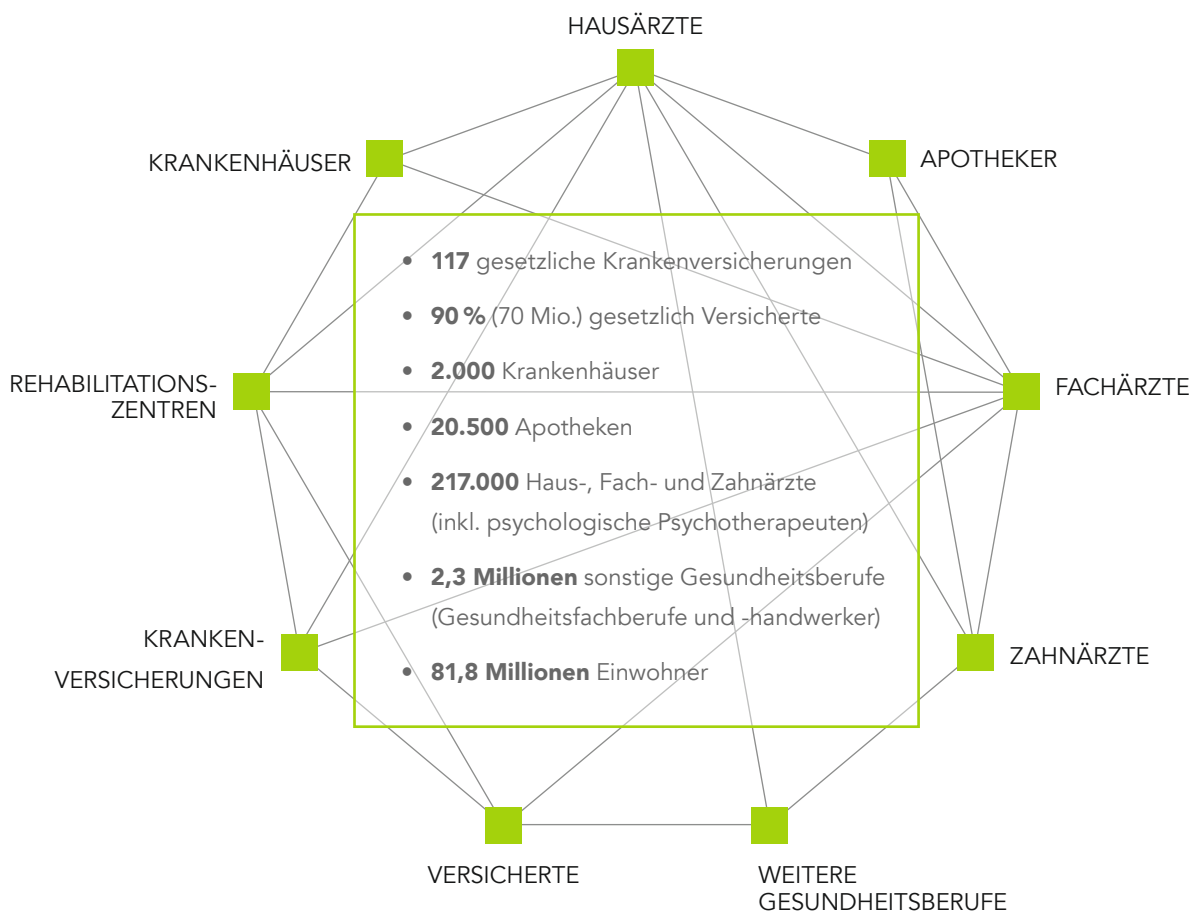 HAUSÄRZTE
KRANKENHÄUSER
APOTHEKER
• 117 gesetzliche Krankenversicherungen
• 90 % (70 Mio.) gesetzlich Versicherte
• 2.000 Krankenhäuser
REHABILITATIONS-
ZENTREN
FACHÄRZTE
• 20.500 Apotheken
• 217.000 Haus-, Fach- und Zahnärzte
(inkl. psychologische Psychotherapeuten)
• 2,3 Millionen sonstige Gesundheitsberufe
(Gesundheitsfachberufe und -handwerker)
KRANKEN-
VERSICHERUNGEN
ZAHNÄRZTE
• 81,8 Millionen Einwohner
VERSICHERTE
WEITERE
GESUNDHEITSBERUFE